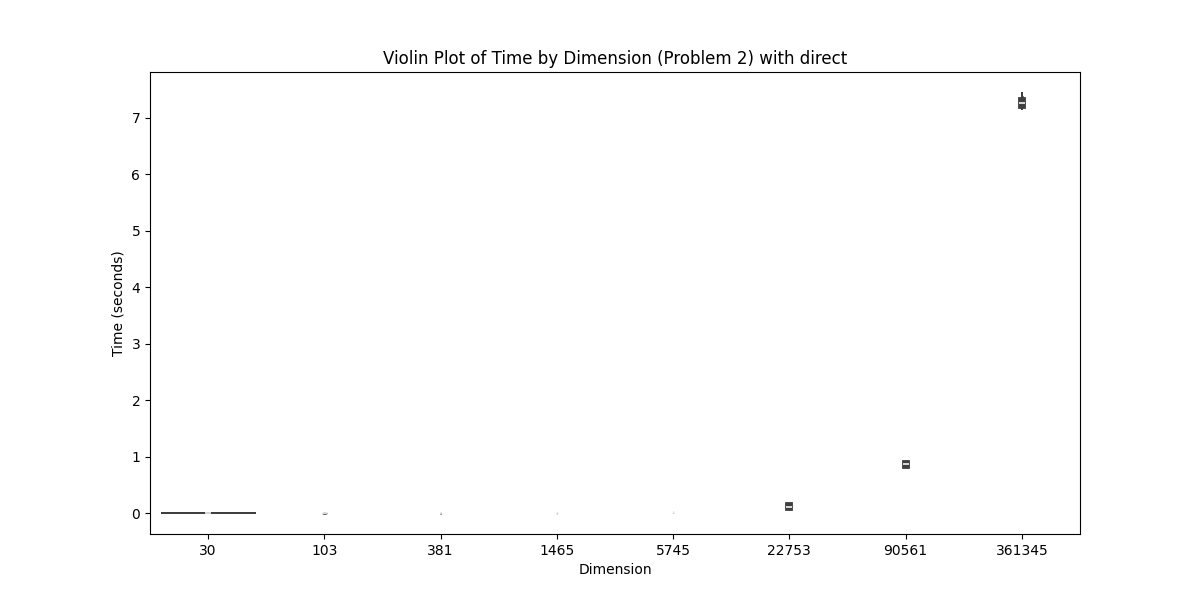 Violin Plot of Time by Dimension (Problem 2) with direct
Time (seconds)
7
6
5
4
3
2
1
0
30 103 381 1465 5745 22753 90561 361345
Dimension